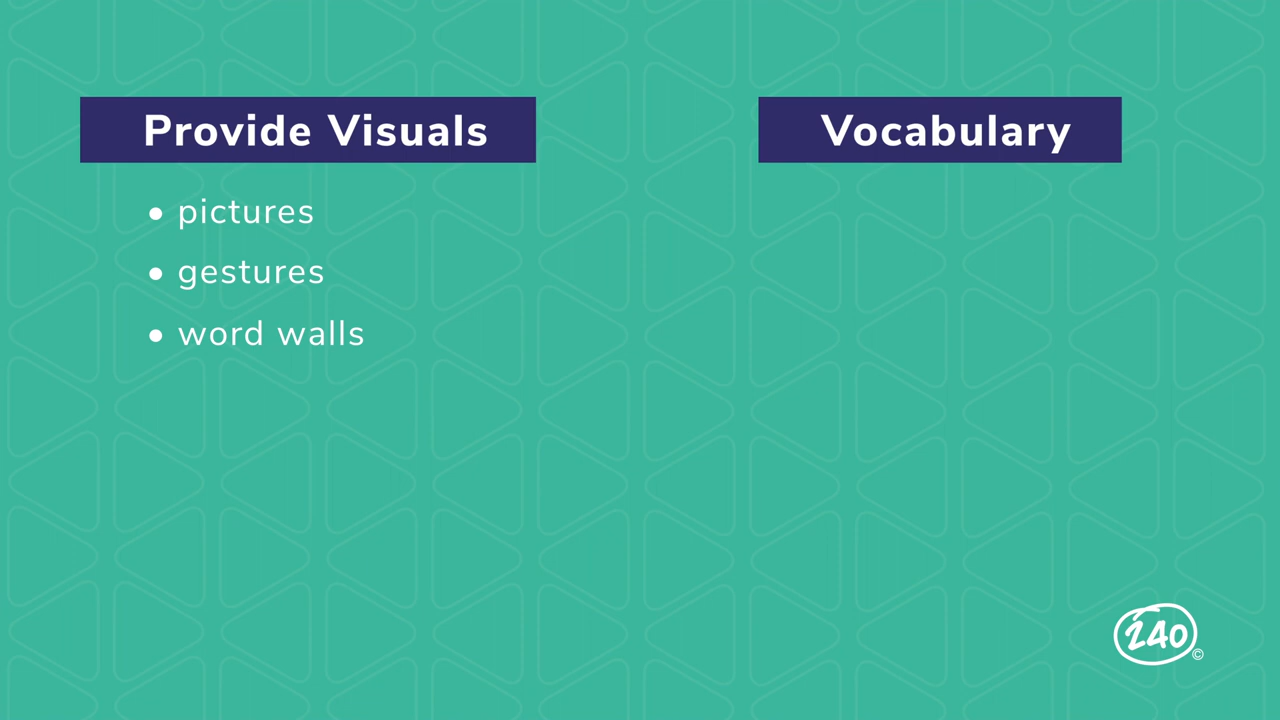 Provide Visuals
• pictures
• gestures
• word walls
Vocabulary
240
©